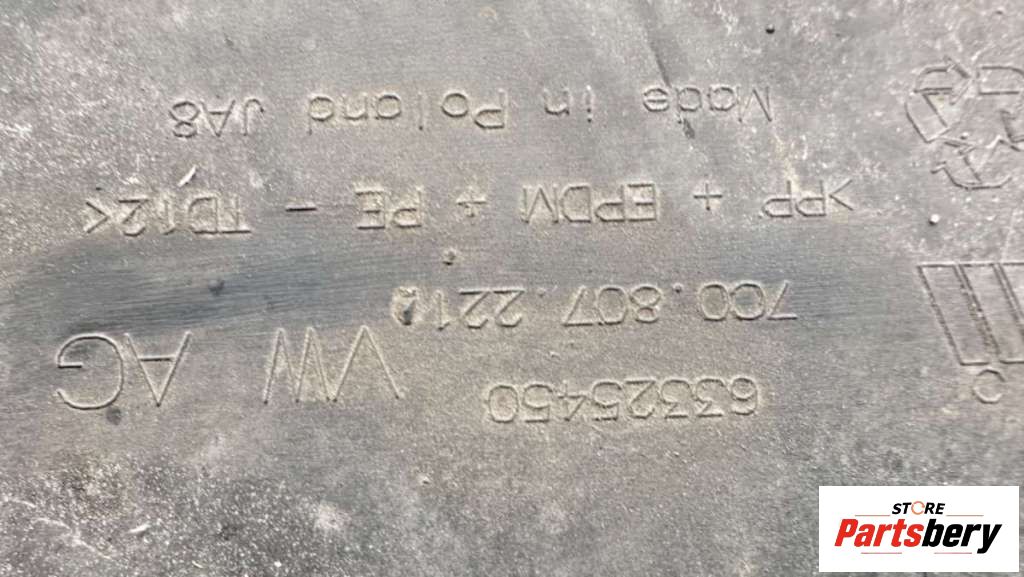 63325450 VW AG
7C0.807.221
>PP + EPDM + PE - TD12<
Made in Poland JA8
STORE
Partsbery